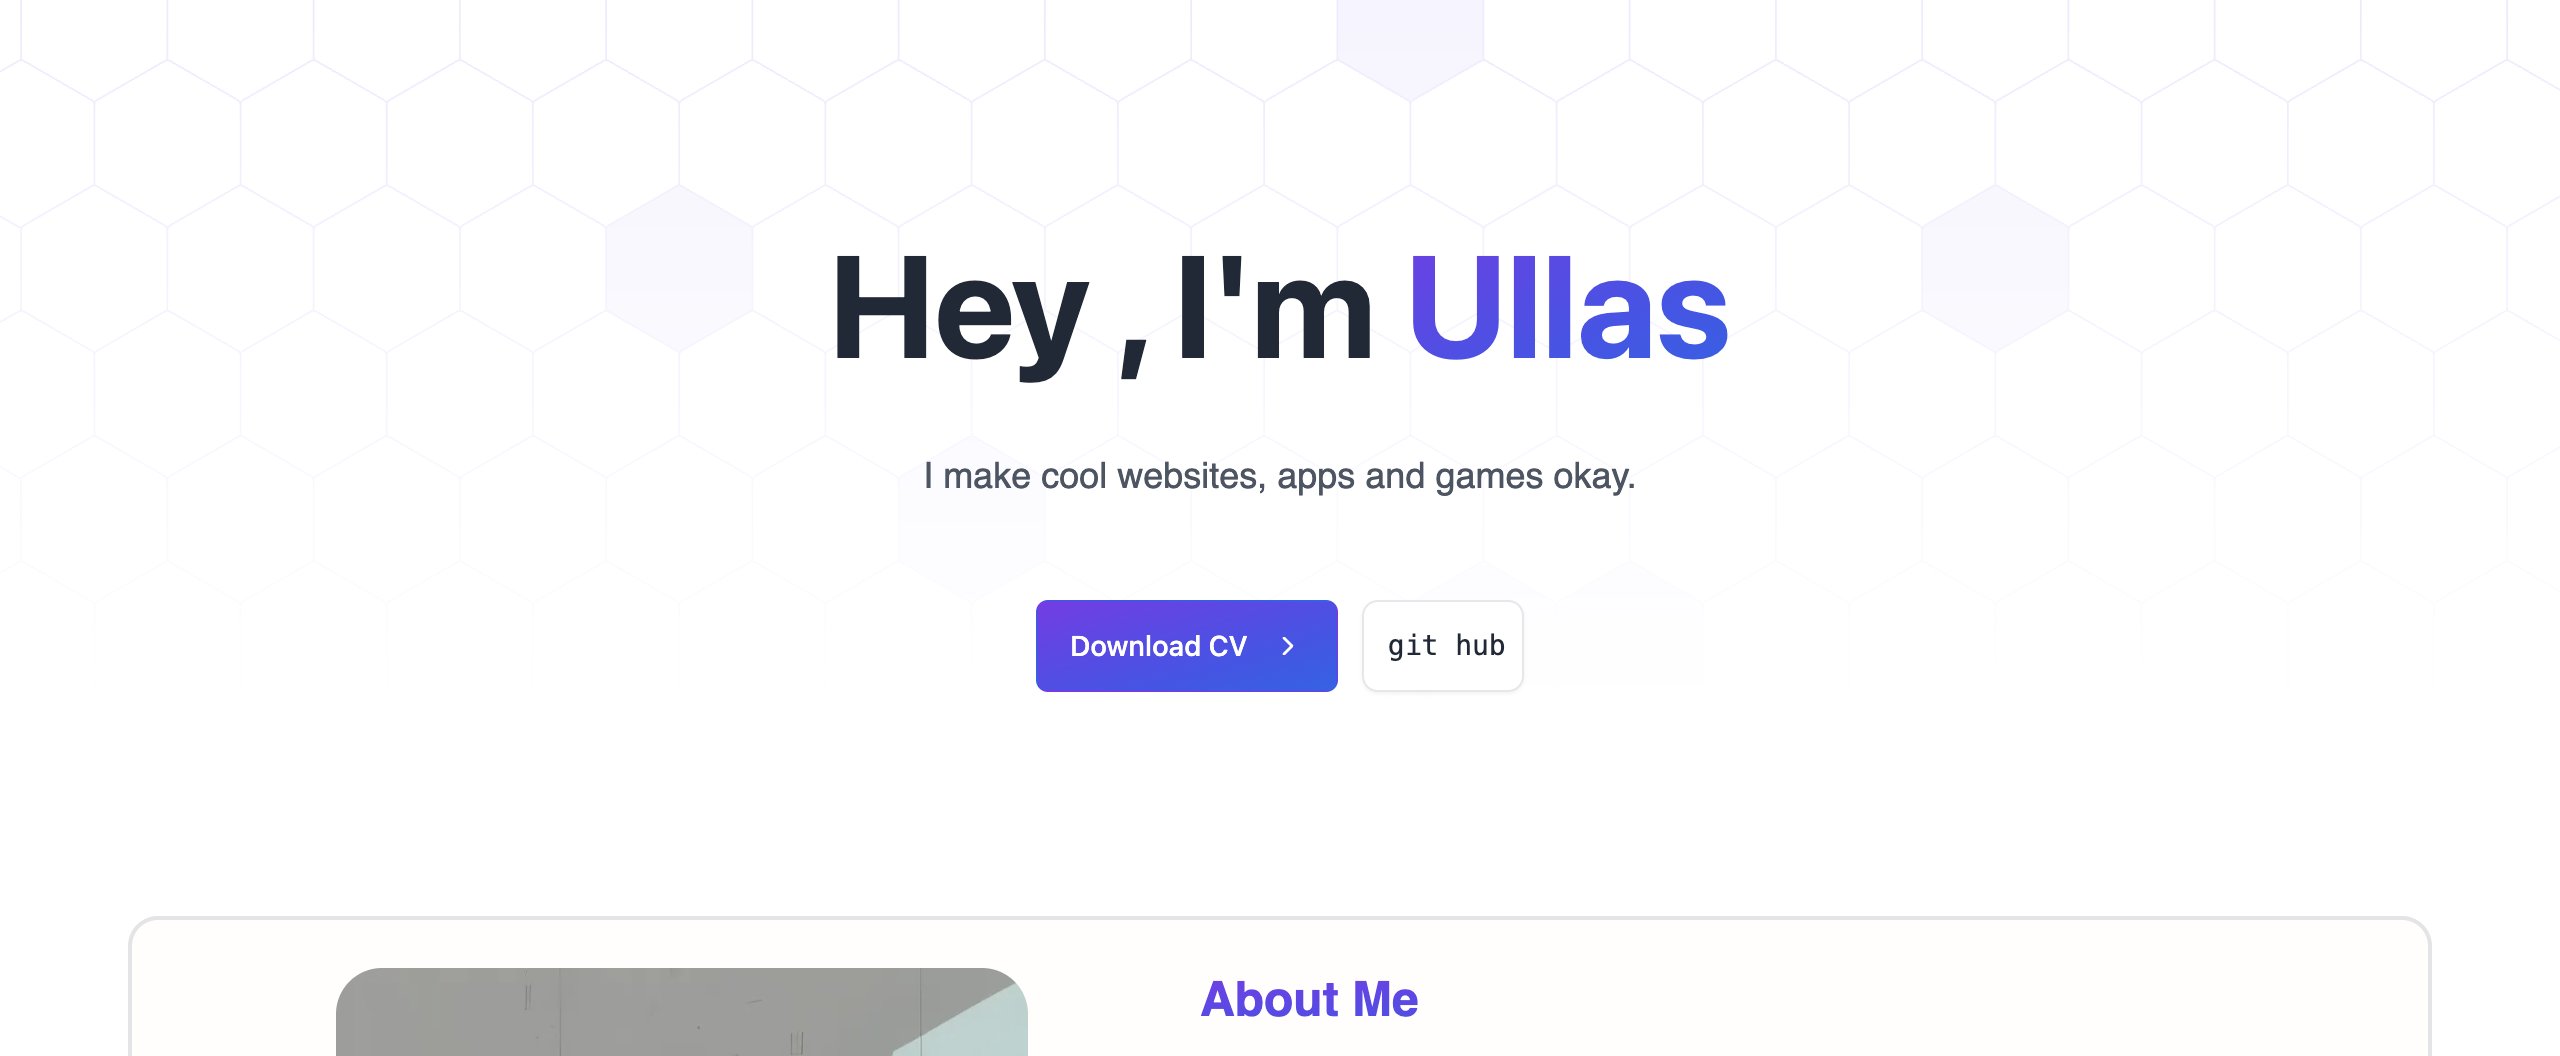 Hey , I'm Ullas
I make cool websites, apps and games okay.
Download CV
git hub
About Me